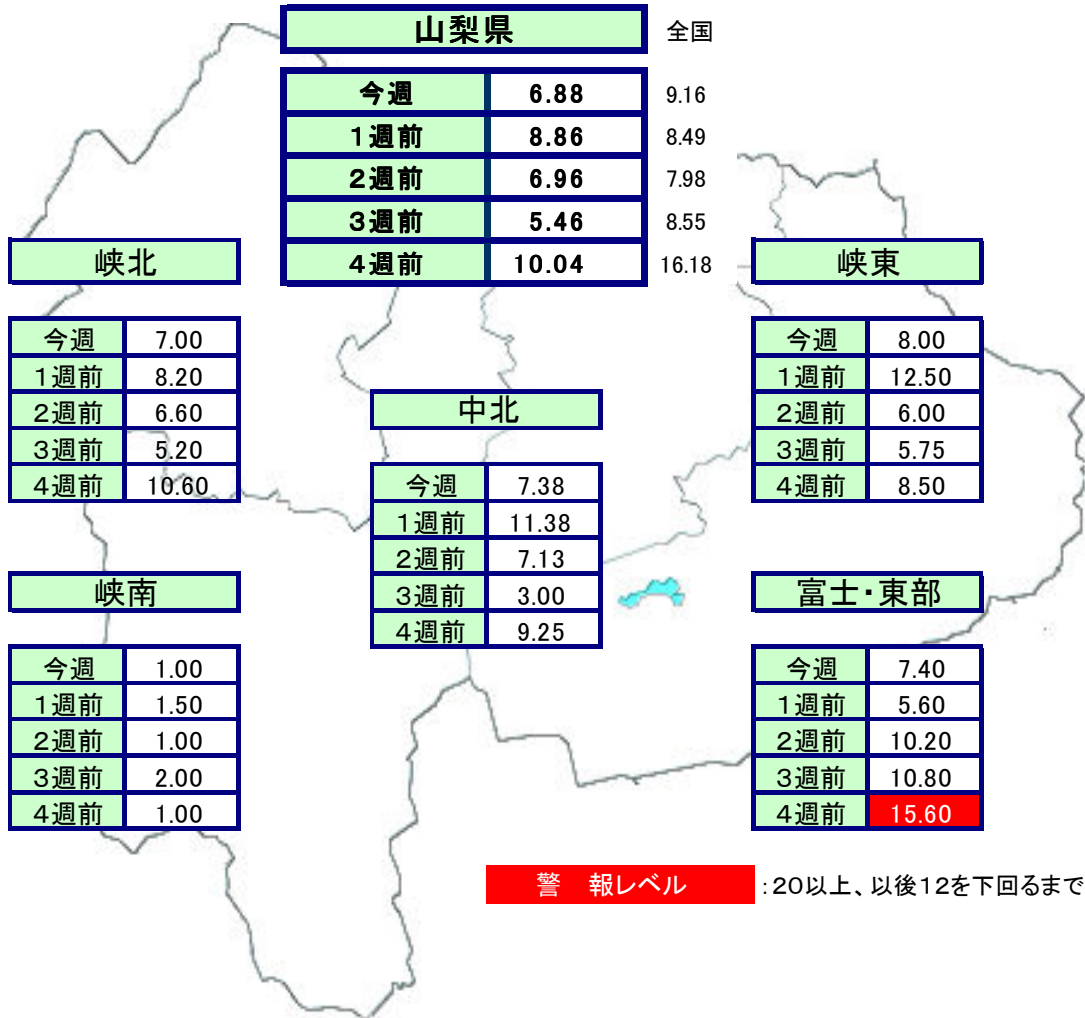 山梨県 全国
今週 6.88 9.16
1週前 8.86 8.49
2週前 6.96 7.98
3週前 5.46 8.55
4週前 10.04 16.18
峡北
今週 7.00
1週前 8.20
2週前 6.60
3週前 5.20
4週前 10.60
峡東
今週 8.00
1週前 12.50
2週前 6.00
3週前 5.75
4週前 8.50
中北
今週 7.38
1週前 11.38
2週前 7.13
3週前 3.00
4週前 9.25
峡南
今週 1.00
1週前 1.50
2週前 1.00
3週前 2.00
4週前 1.00
富士・東部
今週 7.40
1週前 5.60
2週前 10.20
3週前 10.80
4週前 15.60
警 報レベル :20以上、以後12を下回るまで